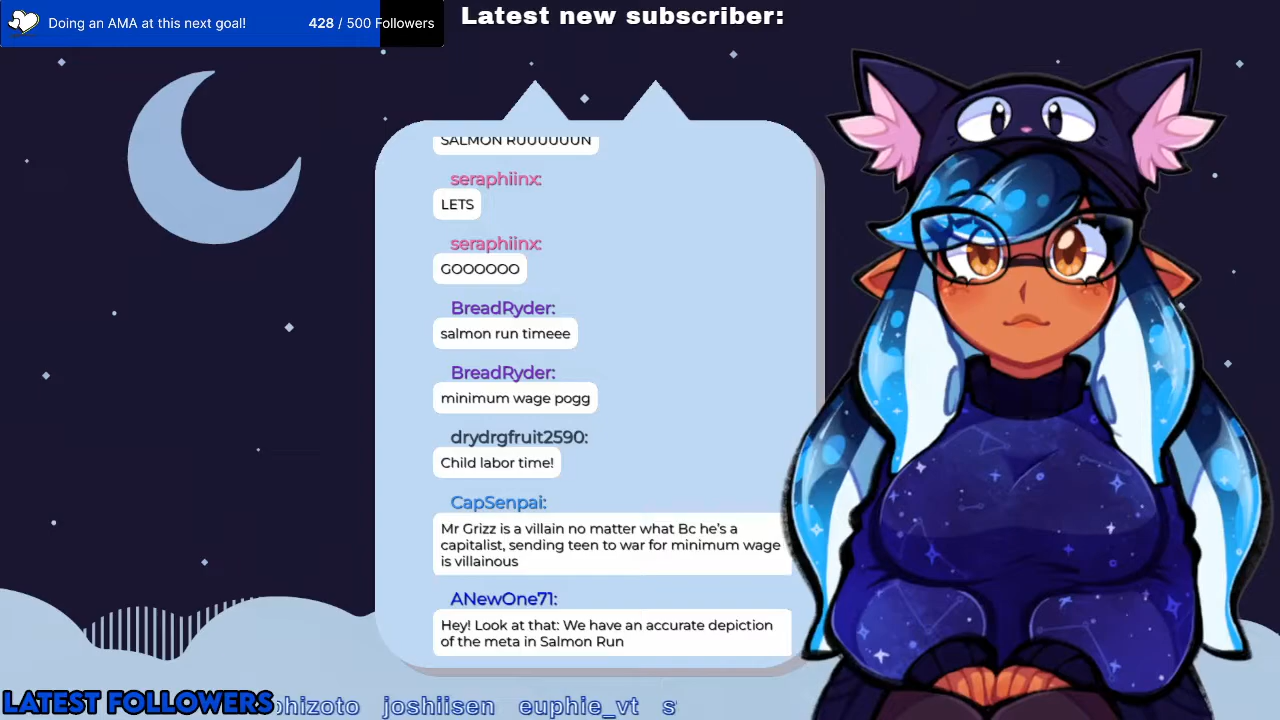 Doing an AMA at this next goal!
428 / 500 Followers
Latest new subscriber:
SALMON RUUUUUUN
seraphiinx:
LETS
seraphiinx:
GOOOOOO
BreadRyder:
salmon run timeee
BreadRyder:
minimum wage pogg
drydrgfruit2590:
Child labor time!
CapSenpai:
Mr Grizz is a villain no matter what Bc he's a
capitalist, sending teen to war for minimum wage
is villainous
ANewOne71:
Hey! Look at that: We have an accurate depiction
of the meta in Salmon Run
LATEST FOLLOWERS
joshiisen euphie_vt s